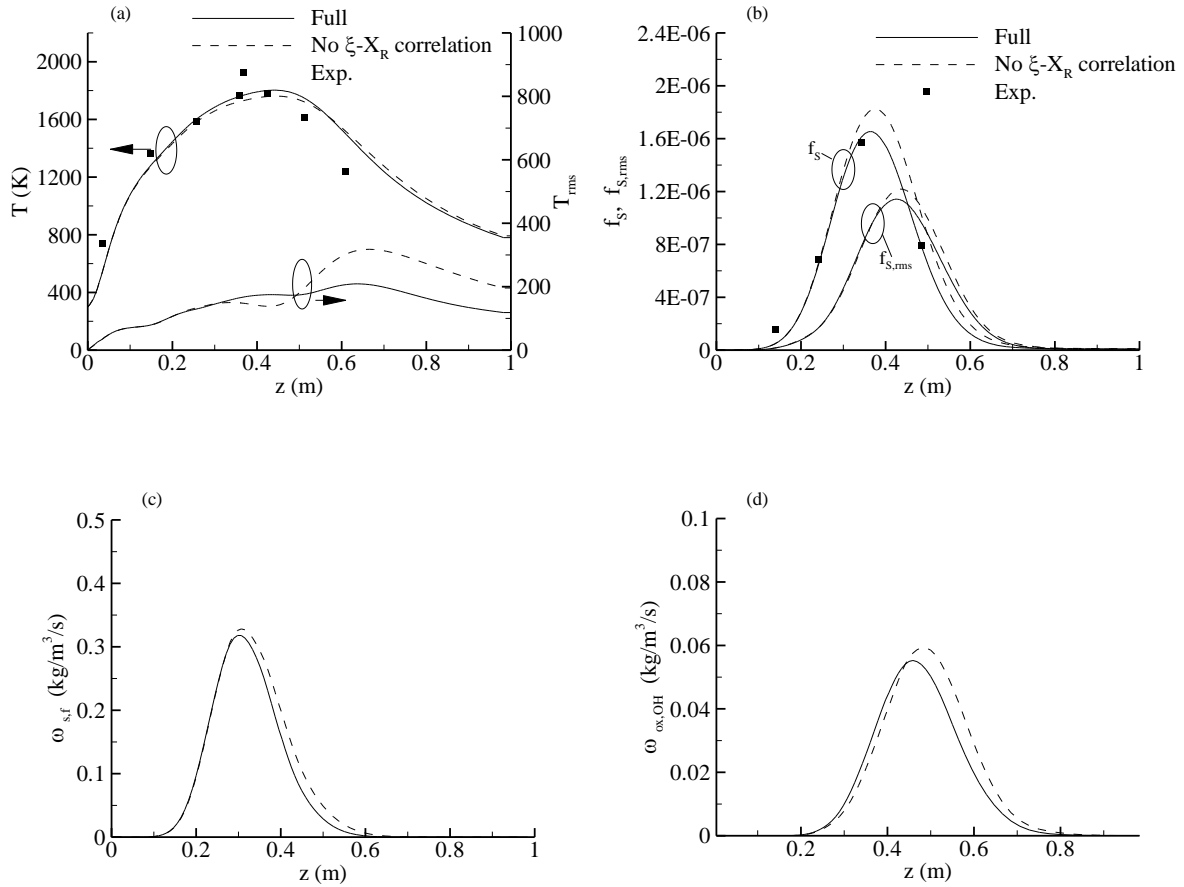 (a)
Full
No ξ-X_R correlation
Exp.
1000
800
600
400
200
0
T_rms
2000
1600
1200
800
400
0
T (K)
0
0.2
0.4
0.6
0.8
1
z (m)
(b)
Full
No ξ-X_R correlation
Exp.
2.4E-06
2E-06
1.6E-06
1.2E-06
8E-07
4E-07
0
f_S, f_S,rms
f_S
f_S,rms
0
0.2
0.4
0.6
0.8
1
z (m)
(c)
0.5
0.4
0.3
0.2
0.1
0
ω_s,f (kg/m³/s)
0
0.2
0.4
0.6
0.8
1
z (m)
(d)
0.1
0.08
0.06
0.04
0.02
0
ω_ox,OH (kg/m³/s)
0.2
0.4
0.6
0.8
z (m)